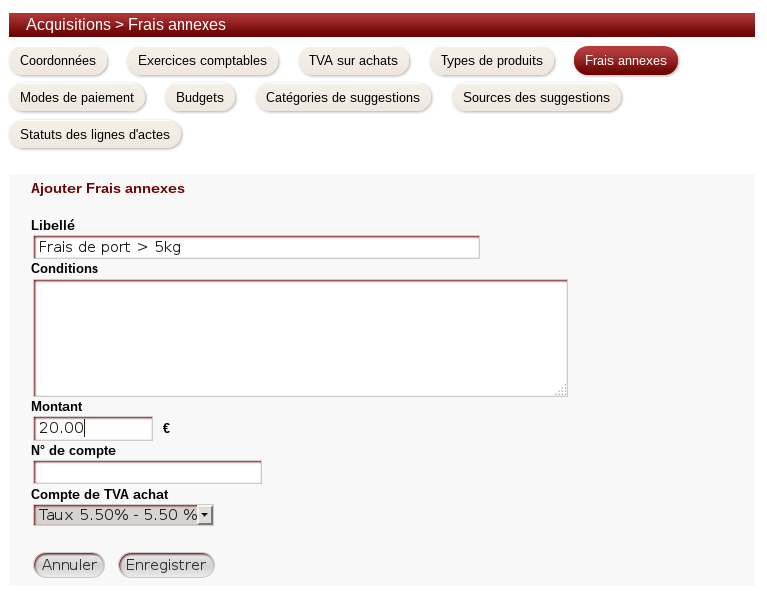 Acquisitions > Frais annexes
Coordonnées Exercices comptables TVA sur achats Types de produits Frais annexes
Modes de paiement Budgets Catégories de suggestions Sources des suggestions
Statuts des lignes d'actes
Ajouter Frais annexes
Libellé
Frais de port > 5kg
Conditions
Montant
20.00 €
N° de compte
Compte de TVA achat
Taux 5.50% - 5.50 %
Annuler Enregistrer